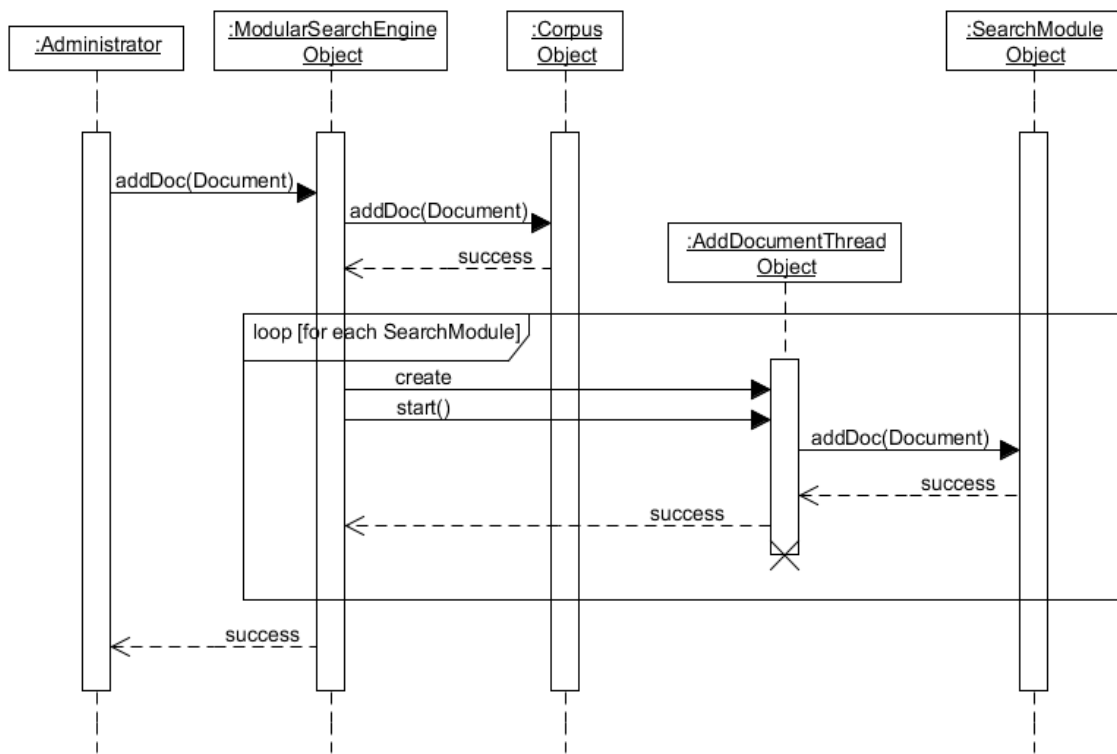 :Administrator
:ModularSearchEngine
Object
:Corpus
Object
:SearchModule
Object
addDoc(Document)
addDoc(Document)
success
:AddDocumentThread
Object
loop [for each SearchModule]
create
start()
addDoc(Document)
success
success
success